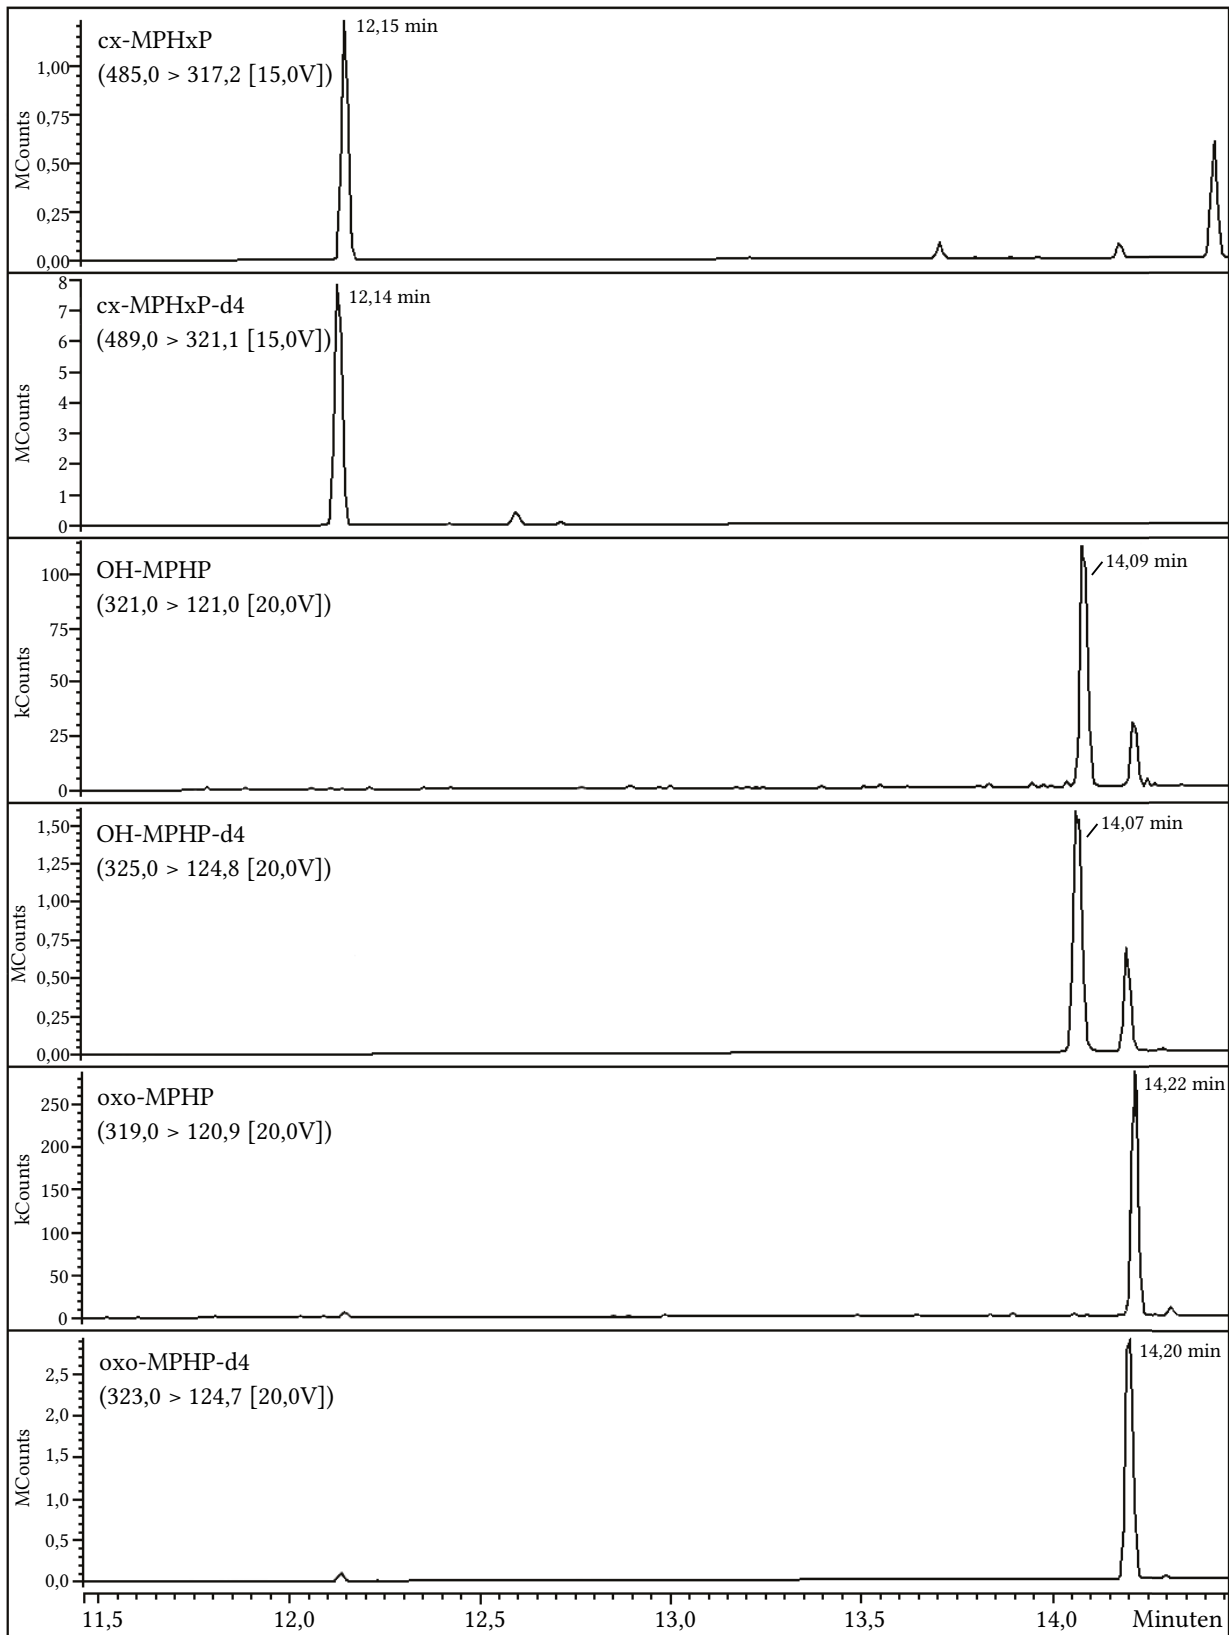 12,15 min
cx-MPHxP
(485,0 > 317,2 [15,0V])
MCounts
1,00
0,75
0,50
0,25
0,00
12,14 min
cx-MPHxP-d4
(489,0 > 321,1 [15,0V])
MCounts
8
7
6
5
4
3
2
1
0
OH-MPHP
14,09 min
(321,0 > 121,0 [20,0V])
kCounts
100
75
50
25
0
14,07 min
OH-MPHP-d4
(325,0 > 124,8 [20,0V])
MCounts
1,50
1,25
1,00
0,75
0,50
0,25
0,00
14,22 min
oxo-MPHP
(319,0 > 120,9 [20,0V])
kCounts
250
200
150
100
50
0
14,20 min
oxo-MPHP-d4
(323,0 > 124,7 [20,0V])
MCounts
2,5
2,0
1,5
1,0
0,5
0,0
11,5 12,0 12,5 13,0 13,5 14,0 Minuten